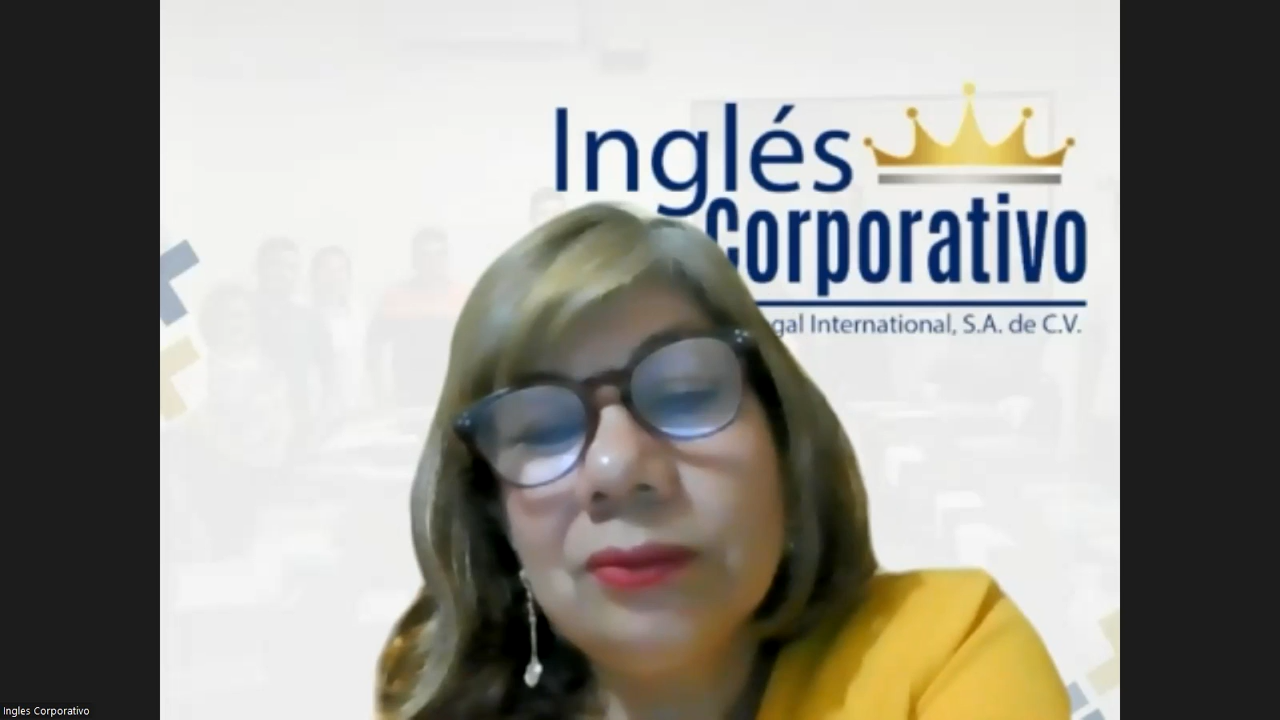 Inglés
Corporativo
International, S.A. de C.V.
Ingles Corporativo